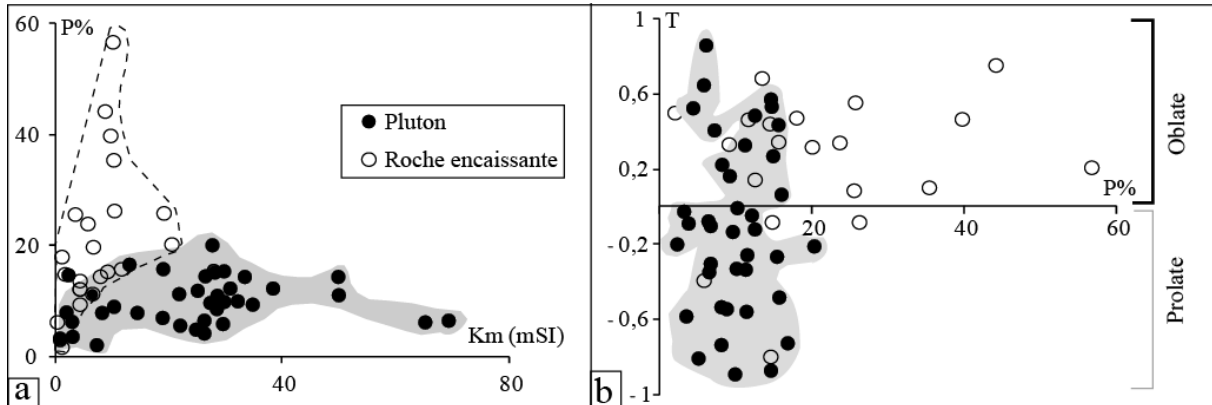 60
P%
40
20
0
0
40
80
Km (mSI)
Pluton
Roche encaissante
a
1
T
0,6
0,2
- 0,2
- 0,6
- 1
20
40
60
P%
Oblate
Prolate
b